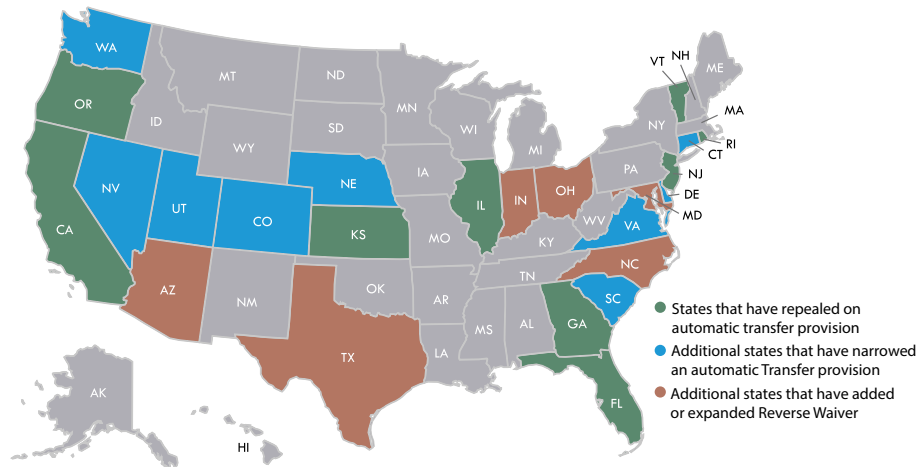 WA
MT
ND
MN
VT
NH
ME
OR
ID
SD
WI
MI
NY
MA
WY
IA
PA
CT
RI
NV
NE
NJ
UT
CO
IL
IN
OH
DE
MD
CA
KS
MO
WV
VA
KY
AZ
NM
OK
AR
TN
NC
SC
TX
LA
MS
AL
GA
AK
HI
FL
States that have repealed on
automatic transfer provision
Additional states that have narrowed
an automatic Transfer provision
Additional states that have added
or expanded Reverse Waiver